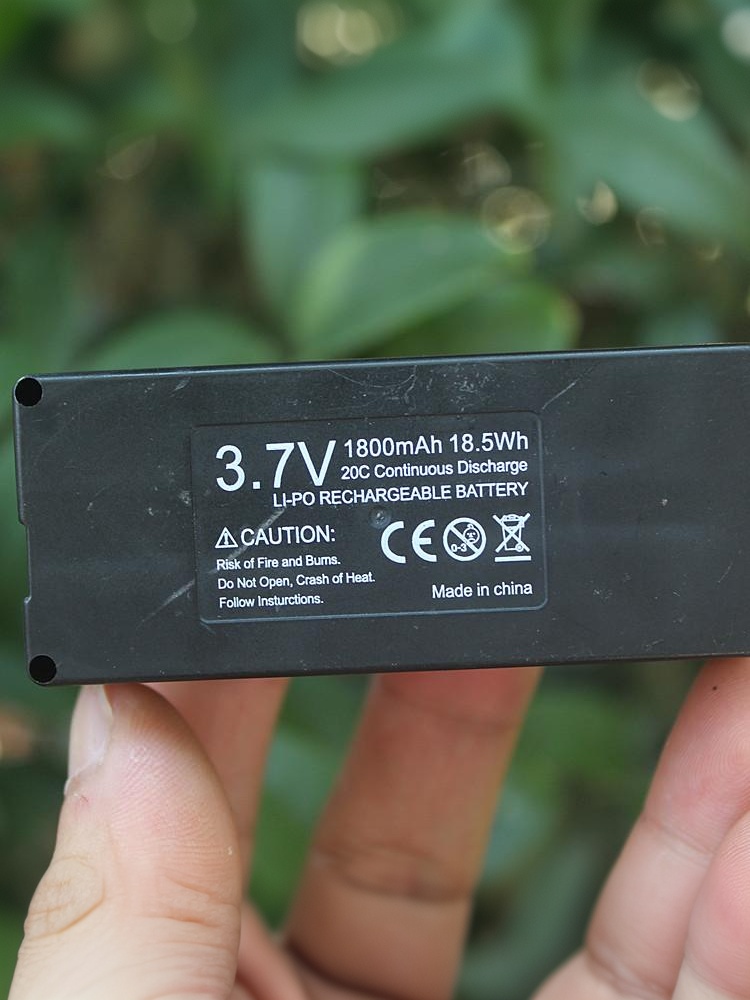 3.7V 1800mAh 18.5Wh
20C Continuous Discharge
LI-PO RECHARGEABLE BATTERY
CAUTION:
Risk of Fire and Burns.
Do Not Open, Crash of Heat.
Follow Insturctions.
CE 0-3
Made in china